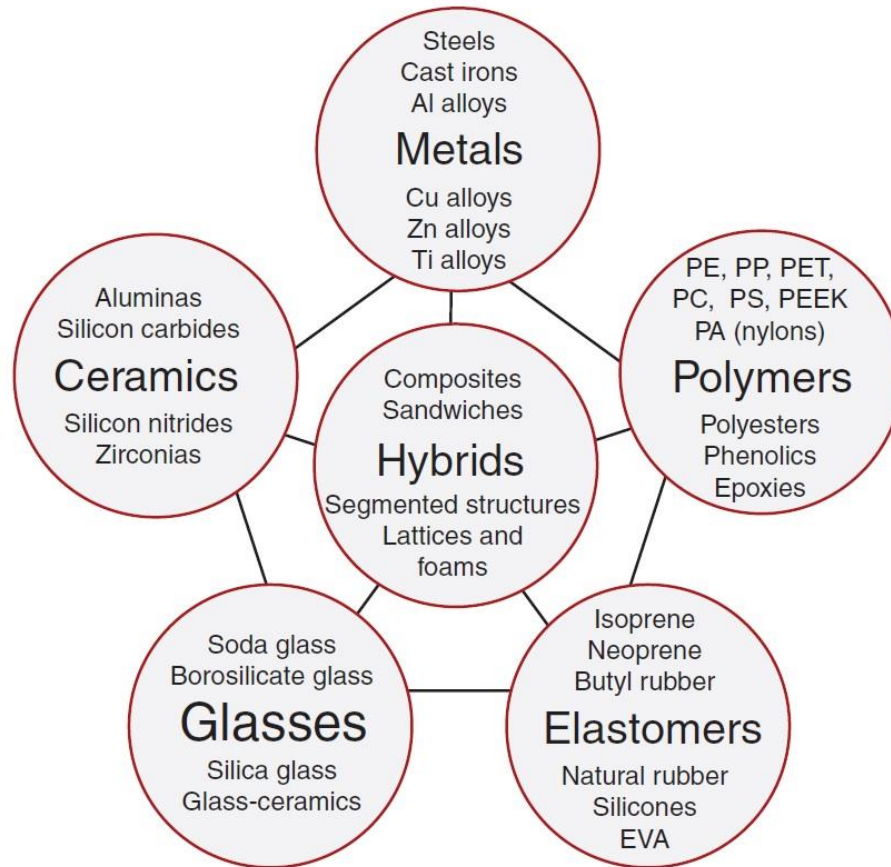 Steels
Cast irons
Al alloys
Metals
Cu alloys
Zn alloys
Ti alloys
Aluminas
Silicon carbides
Ceramics
Silicon nitrides
Zirconias
PE, PP, PET,
PC, PS, PEEK
PA (nylons)
Polymers
Polyesters
Phenolics
Epoxies
Composites
Sandwiches
Hybrids
Segmented structures
Lattices and
foams
Soda glass
Borosilicate glass
Glasses
Silica glass
Glass-ceramics
Isoprene
Neoprene
Butyl rubber
Elastomers
Natural rubber
Silicones
EVA